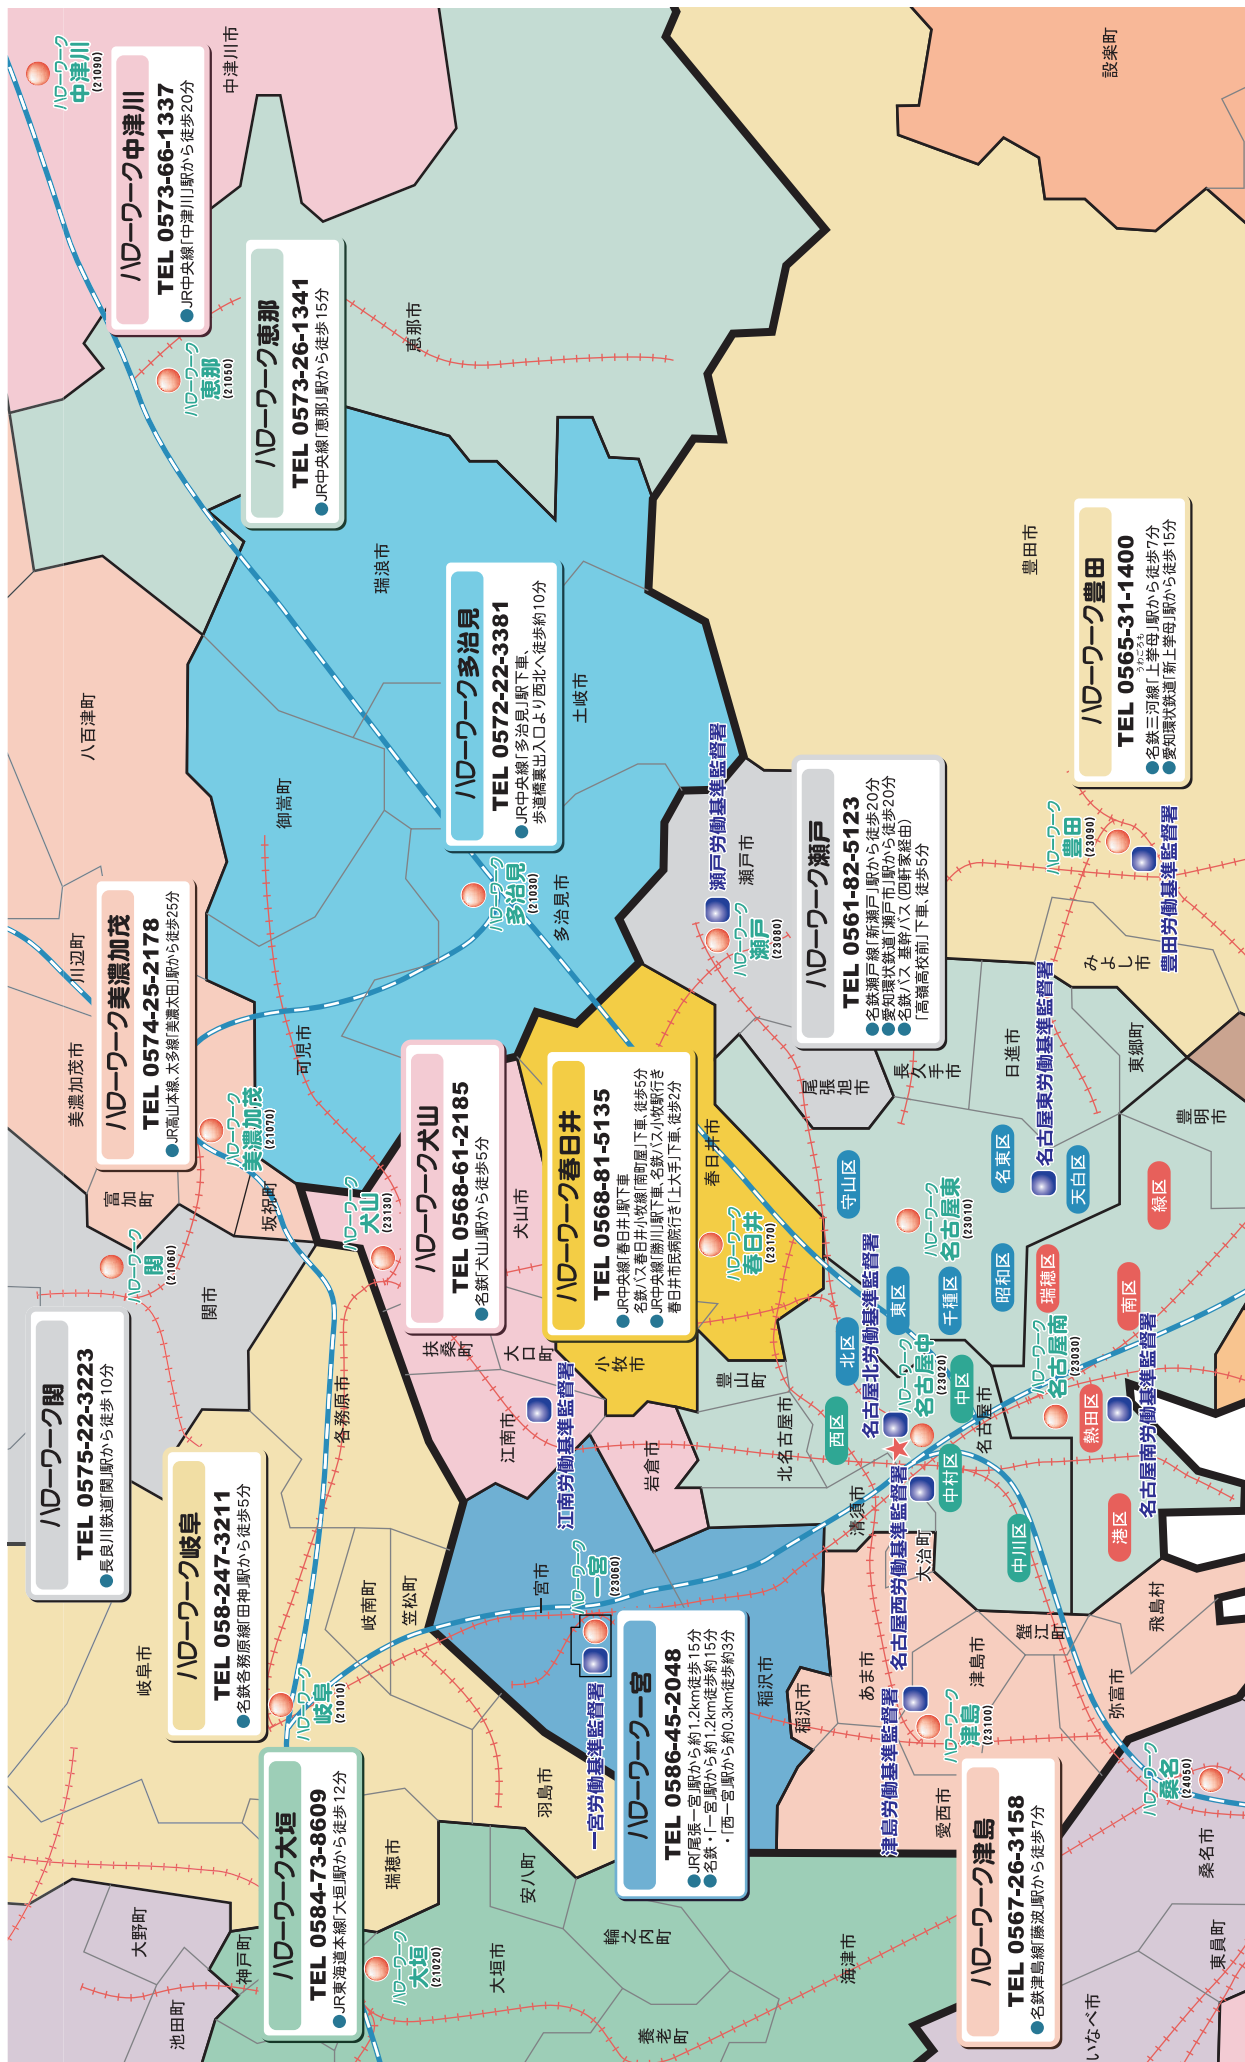 ハローワーク関
TEL 0575-22-3223
●長良川鉄道「関」駅から徒歩10分
ハローワーク美濃加茂
TEL 0574-25-2178
●JR高山本線、太多線「美濃太田」駅から徒歩25分
ハローワーク中津川
TEL 0573-66-1337
●JR中央線「中津川」駅から徒歩20分
ハローワーク岐阜
TEL 058-247-3211
●名鉄各務原線「田神」駅から徒歩5分
ハローワーク恵那
TEL 0573-26-1341
●JR中央線「恵那」駅から徒歩15分
ハローワーク大垣
TEL 0584-73-8609
●JR東海道本線「大垣」駅から徒歩12分
ハローワーク犬山
TEL 0568-61-2185
●名鉄「犬山」駅から徒歩5分
ハローワーク多治見
TEL 0572-22-3381
●JR中央線「多治見」駅下車、
歩道橋裏出入口より西北へ徒歩約10分
ハローワーク春日井
TEL 0568-81-5135
●JR中央線「春日井」駅下車
名鉄バス春日井小牧線「南町屋」下車、徒歩5分
●JR中央線「勝川」駅下車、名鉄バス小牧駅行き
春日井市民病院行き「上大手」下車、徒歩2分
ハローワーク一宮
TEL 0586-45-2048
●JR「尾張一宮」駅から約1.2km徒歩15分
●名鉄・「一宮」駅から約1.2km徒歩約15分
・「西一宮」駅から約0.3km徒歩約3分
ハローワーク瀬戸
TEL 0561-82-5123
●名鉄瀬戸線「新瀬戸」駅から徒歩20分
●愛知環状鉄道「瀬戸市」駅から徒歩20分
●名鉄バス 基幹バス(四軒家経由)
「高嶺高校前」下車、徒歩5分
ハローワーク津島
TEL 0567-26-3158
●名鉄津島線「藤波」駅から徒歩7分
ハローワーク豊田
TEL 0565-31-1400
うわごろも
●名鉄三河線「上挙母」駅から徒歩7分
●愛知環状鉄道「新上挙母」駅から徒歩15分
ハローワーク
中津川
(21090)
ハローワーク
恵那
(21050)
ハローワーク
多治見
(21030)
ハローワーク
美濃加茂
(21070)
ハローワーク
関
(21060)
ハローワーク
犬山
(23130)
ハローワーク
岐阜
(21010)
ハローワーク
大垣
(21020)
ハローワーク
一宮
(23060)
ハローワーク
春日井
(23170)
ハローワーク
瀬戸
(23080)
ハローワーク
豊田
(23090)
ハローワーク
名古屋東
(23010)
ハローワーク
名古屋中
(23020)
ハローワーク
名古屋南
(23030)
ハローワーク
津島
(23100)
ハローワーク
桑名
(24050)
瀬戸労働基準監督署
豊田労働基準監督署
名古屋東労働基準監督署
名古屋北労働基準監督署
名古屋南労働基準監督署
名古屋西労働基準監督署
江南労働基準監督署
一宮労働基準監督署
津島労働基準監督署
中津川市
設楽町
恵那市
瑞浪市
土岐市
豊田市
八百津町
御嵩町
川辺町
美濃加茂市
可児市
多治見市
瀬戸市
みよし市
富加町
坂祝町
関市
犬山市
春日井市
尾張旭市
長久手市
日進市
東郷町
豊明市
扶桑町
大口町
小牧市
豊山町
各務原市
江南市
岩倉市
北名古屋市
名古屋市
清須市
大治町
岐阜市
岐南町
笠松町
一宮市
稲沢市
稲沢市
あま市
津島市
蟹江町
飛島村
弥富市
愛西市
羽島市
瑞穂市
安八町
大野町
神戸町
池田町
大垣市
輪之内町
養老町
海津市
桑名市
東員町
いなべ市
守山区
名東区
天白区
緑区
東区
千種区
昭和区
瑞穂区
南区
北区
西区
中区
熱田区
中村区
中川区
港区